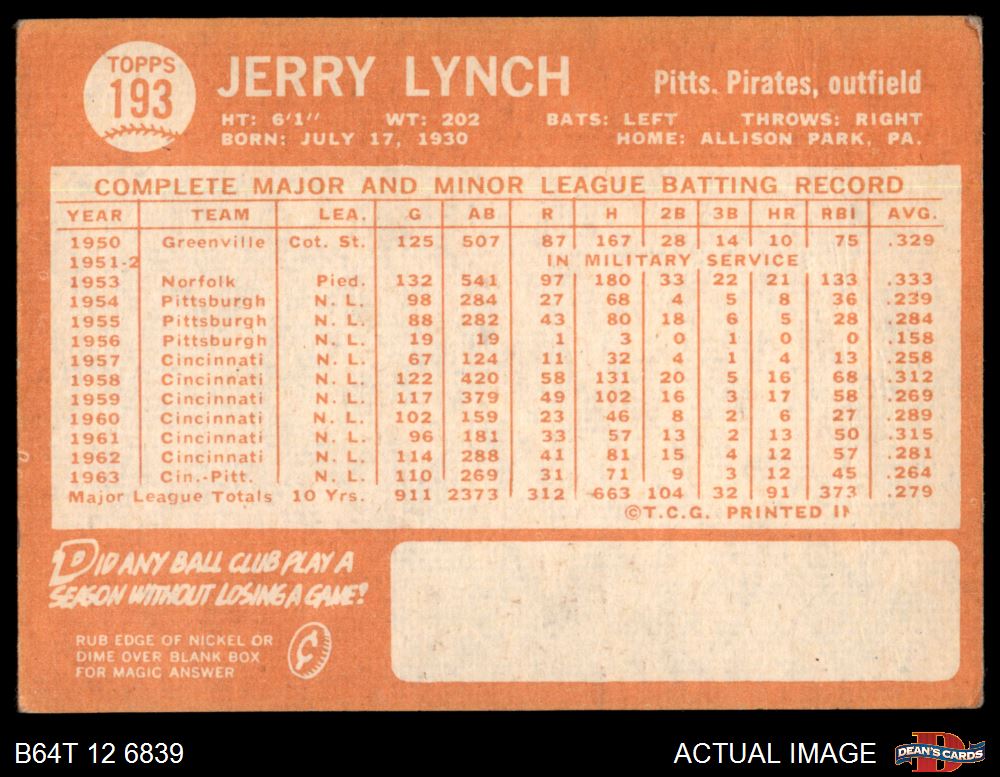 TOPPS
193
JERRY LYNCH
Pitts. Pirates, outfield
HT: 6'1'' WT: 202 BATS: LEFT THROWS: RIGHT
BORN: JULY 17, 1930 HOME: ALLISON PARK, PA.
COMPLETE MAJOR AND MINOR LEAGUE BATTING RECORD
YEAR TEAM LEA. G AB R H 2B 3B HR RBI AVG.
1950 Greenville Cot. St. 125 507 87 167 28 14 10 75 .329
1951-2 IN MILITARY SERVICE
1953 Norfolk Pied. 132 541 97 180 33 22 21 133 .333
1954 Pittsburgh N. L. 98 284 27 68 4 5 8 36 .239
1955 Pittsburgh N. L. 88 282 43 80 18 6 5 28 .284
1956 Pittsburgh N. L. 19 19 1 3 0 1 0 0 .158
1957 Cincinnati N. L. 67 124 11 32 4 1 4 13 .258
1958 Cincinnati N. L. 122 420 58 131 20 5 16 68 .312
1959 Cincinnati N. L. 117 379 49 102 16 3 17 58 .269
1960 Cincinnati N. L. 102 159 23 46 8 2 6 27 .289
1961 Cincinnati N. L. 96 181 33 57 13 2 13 50 .315
1962 Cincinnati N. L. 114 288 41 81 15 4 12 57 .281
1963 Cin.-Pitt. N. L. 110 269 31 71 9 3 12 45 .264
Major League Totals 10 Yrs. 911 2373 312 663 104 32 91 373 .279
©T.C.G. PRINTED IN
DID ANY BALL CLUB PLAY A
SEASON WITHOUT LOSING A GAME?
RUB EDGE OF NICKEL OR
DIME OVER BLANK BOX
FOR MAGIC ANSWER
¢
B64T 12 6839
ACTUAL IMAGE
D
DEAN'S CARDS